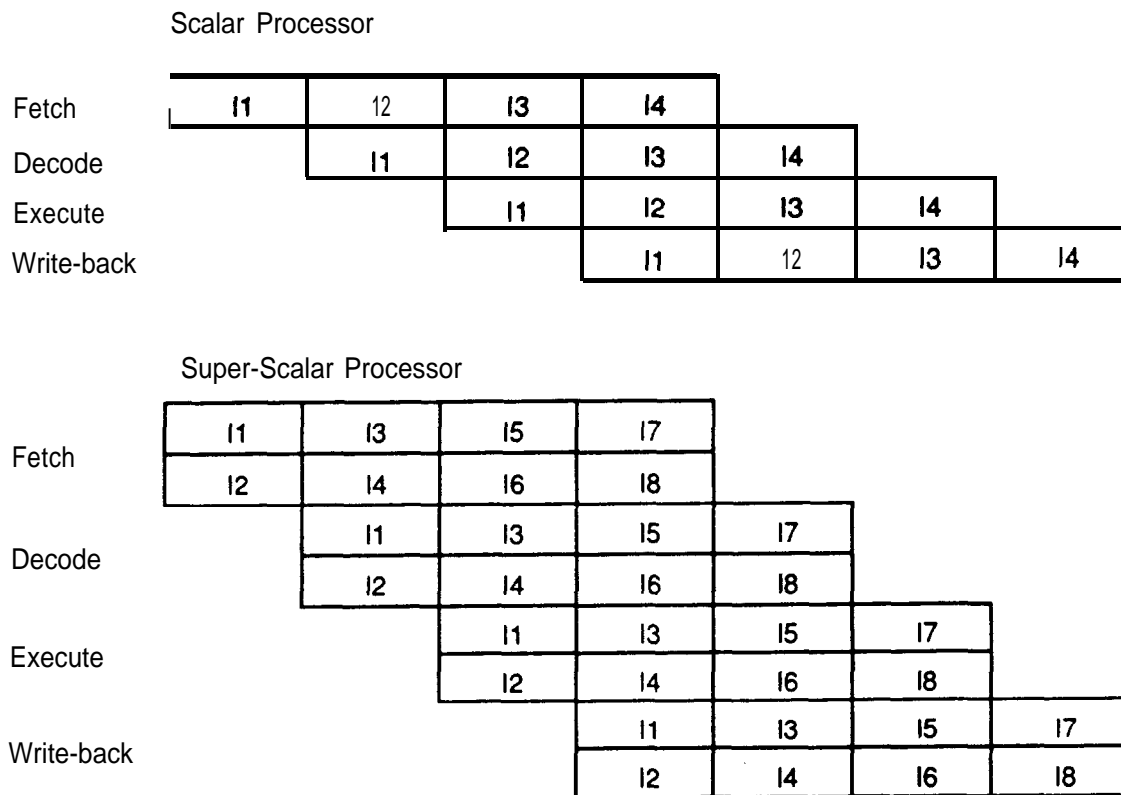 Scalar Processor
Fetch I1 12 I3 I4
Decode I1 I2 I3 I4
Execute I1 I2 I3 I4
Write-back I1 12 I3 I4
Super-Scalar Processor
Fetch
I1 I3 I5 I7
I2 I4 I6 I8
Decode
I1 I3 I5 I7
I2 I4 I6 I8
Execute
I1 I3 I5 I7
I2 I4 I6 I8
Write-back
I1 I3 I5 I7
I2 I4 I6 I8